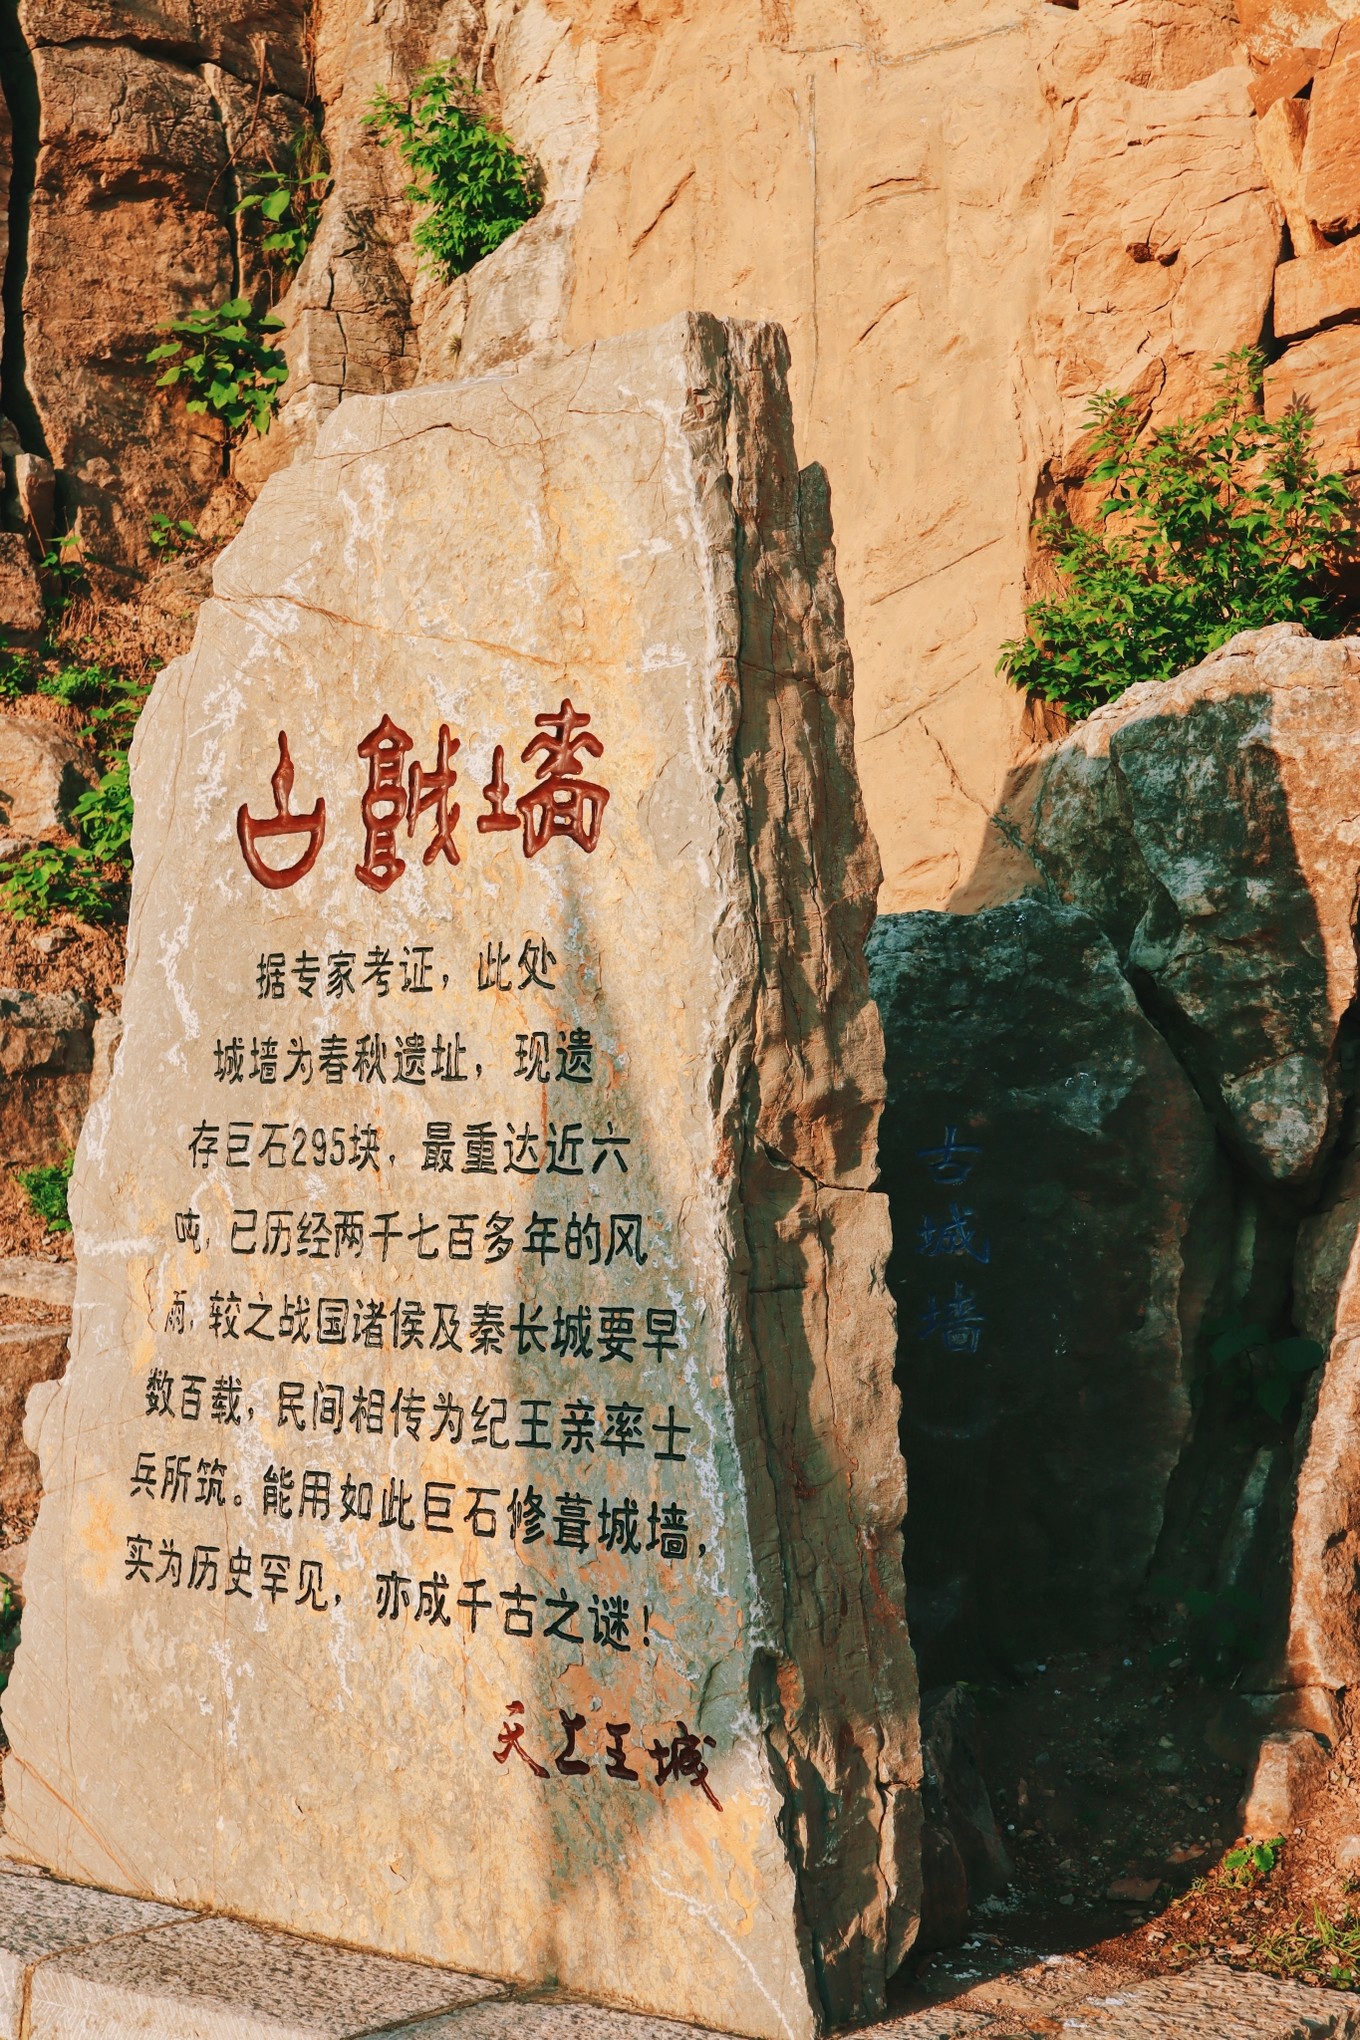 古城墙
据专家考证，此处
城墙为春秋遗址，现遗
存巨石295块，最重达近六
吨，已历经两千七百多年的风
雨，较之战国诸侯及秦长城要早
数百载，民间相传为纪王亲率士
兵所筑。能用如此巨石修葺城墙，
实为历史罕见，亦成千古之谜！
天上王城
古城墙